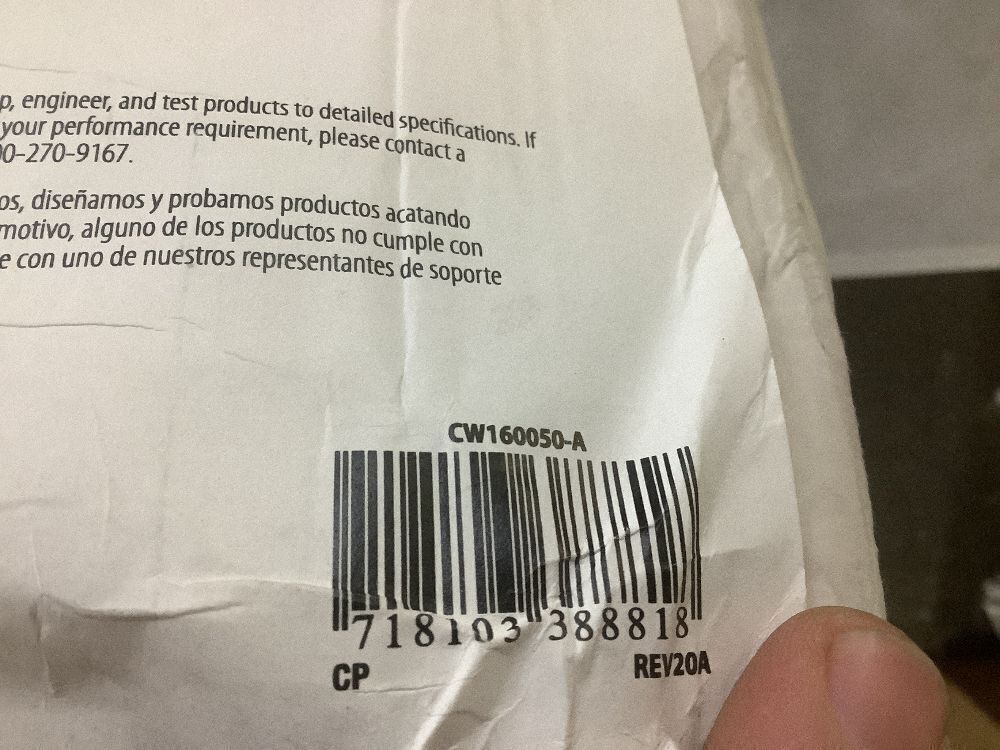 p, engineer, and test products to detailed specifications. If
your performance requirement, please contact a
00-270-9167.
os, diseñamos y probamos productos acatando
motivo, alguno de los productos no cumple con
e con uno de nuestros representantes de soporte
CW160050-A
718103 388818
CP REV20A